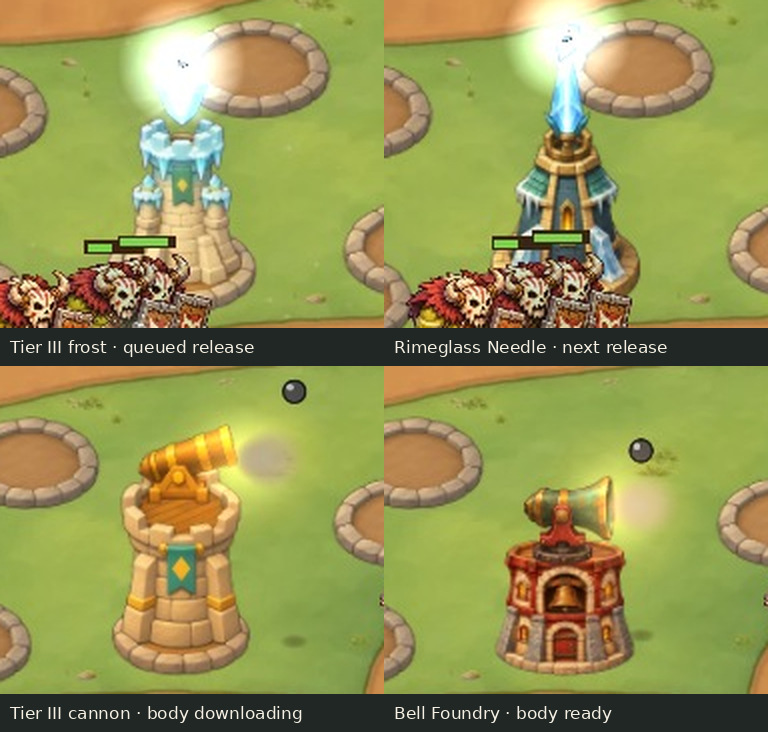 Tier III frost · queued release
Rimeglass Needle · next release
Tier III cannon · body downloading
Bell Foundry · body ready